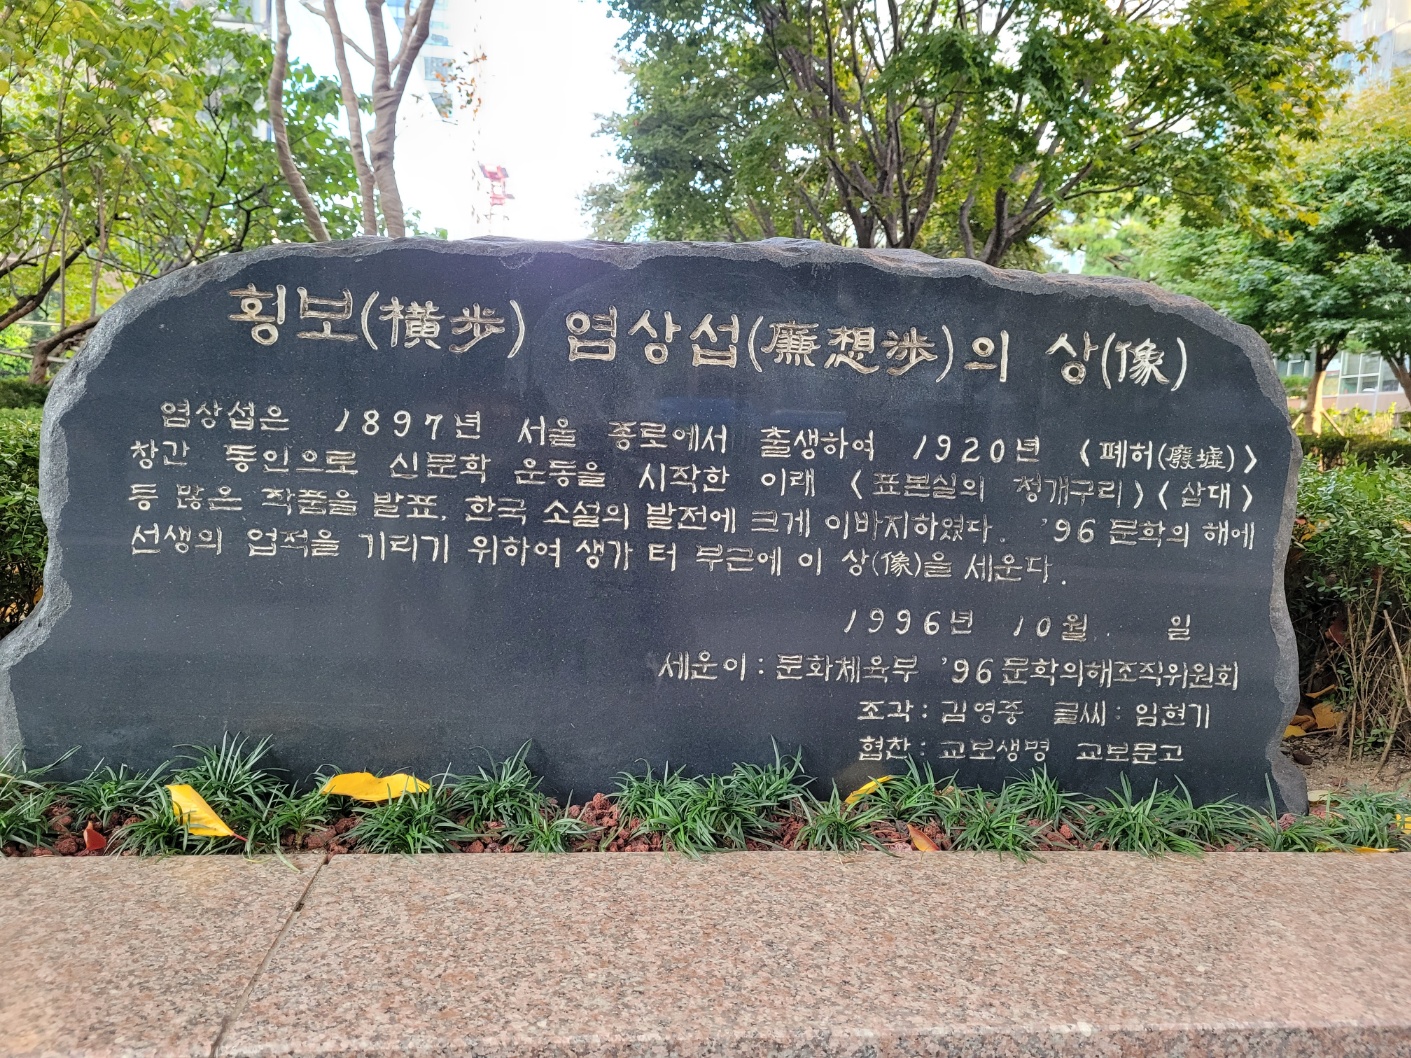 횡보(橫步) 염상섭(廉想涉)의 상(像)
염상섭은 1897년 서울 종로에서 출생하여 1920년 〈폐허(廢墟)〉
창간 동인으로 신문학 운동을 시작한 이래 〈표본실의 청개구리〉〈삼대〉
등 많은 작품을 발표, 한국 소설의 발전에 크게 이바지하였다. '96 문학의 해에
선생의 업적을 기리기 위하여 생가 터 부근에 이 상(像)을 세운다.
1996년 10월 일
세운이 : 문화체육부 '96 문학의해조직위원회
조각 : 김영중 글씨 : 임현기
협찬 : 교보생명 교보문고